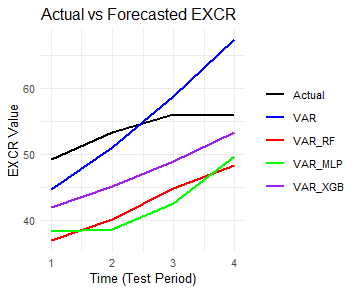 Actual vs Forecasted EXCR
EXCR Value
60
50
40
1
2
3
4
Time (Test Period)
Actual
VAR
VAR_RF
VAR_MLP
VAR_XGB